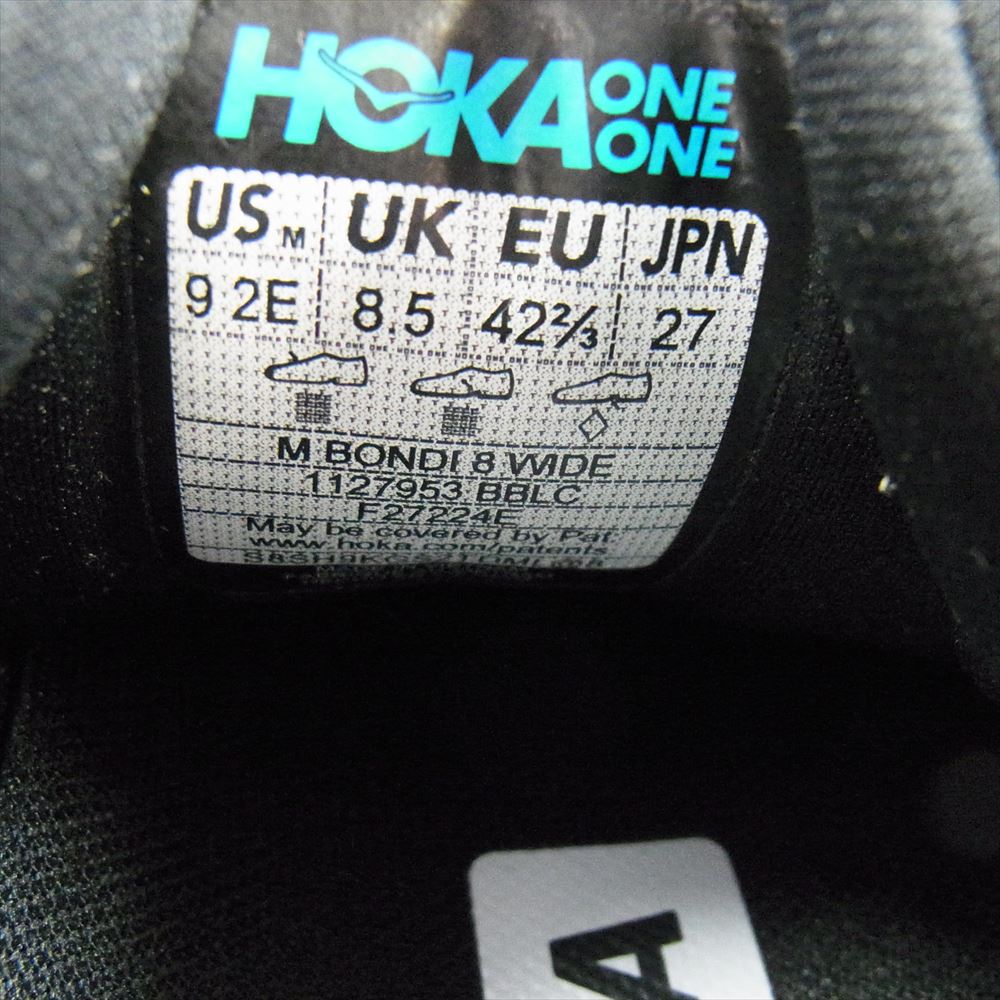 HOKA ONE ONE
US M UK EU JPN
9 2E 8.5 42⅔ 27
M BONDI 8 WIDE
1127953 BBLC
F27224E
May be covered by Pat.
www.hoka.com/patents
A